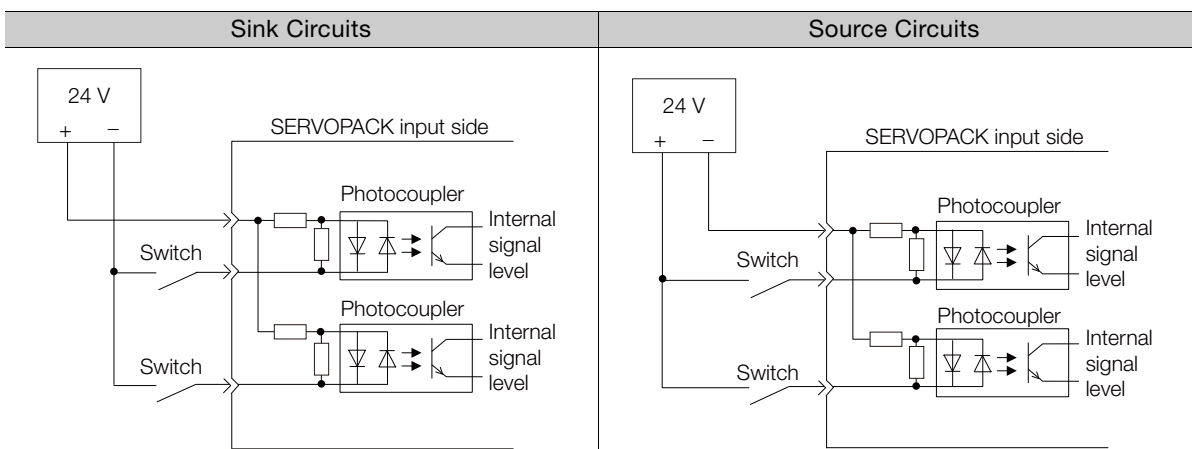 Sink Circuits
24 V
+ −
SERVOPACK input side
Photocoupler
Internal
signal
level
Switch
Photocoupler
Internal
signal
level
Switch
Source Circuits
24 V
+ −
SERVOPACK input side
Photocoupler
Internal
signal
level
Switch
Photocoupler
Internal
signal
level
Switch